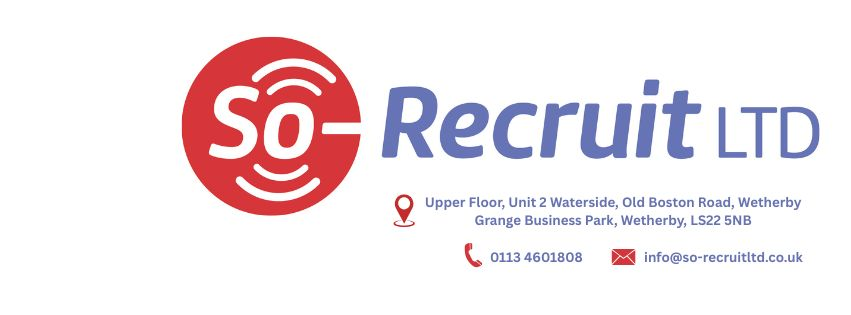 So-Recruit LTD
Upper Floor, Unit 2 Waterside, Old Boston Road, Wetherby
Grange Business Park, Wetherby, LS22 5NB
0113 4601808 info@so-recruitltd.co.uk